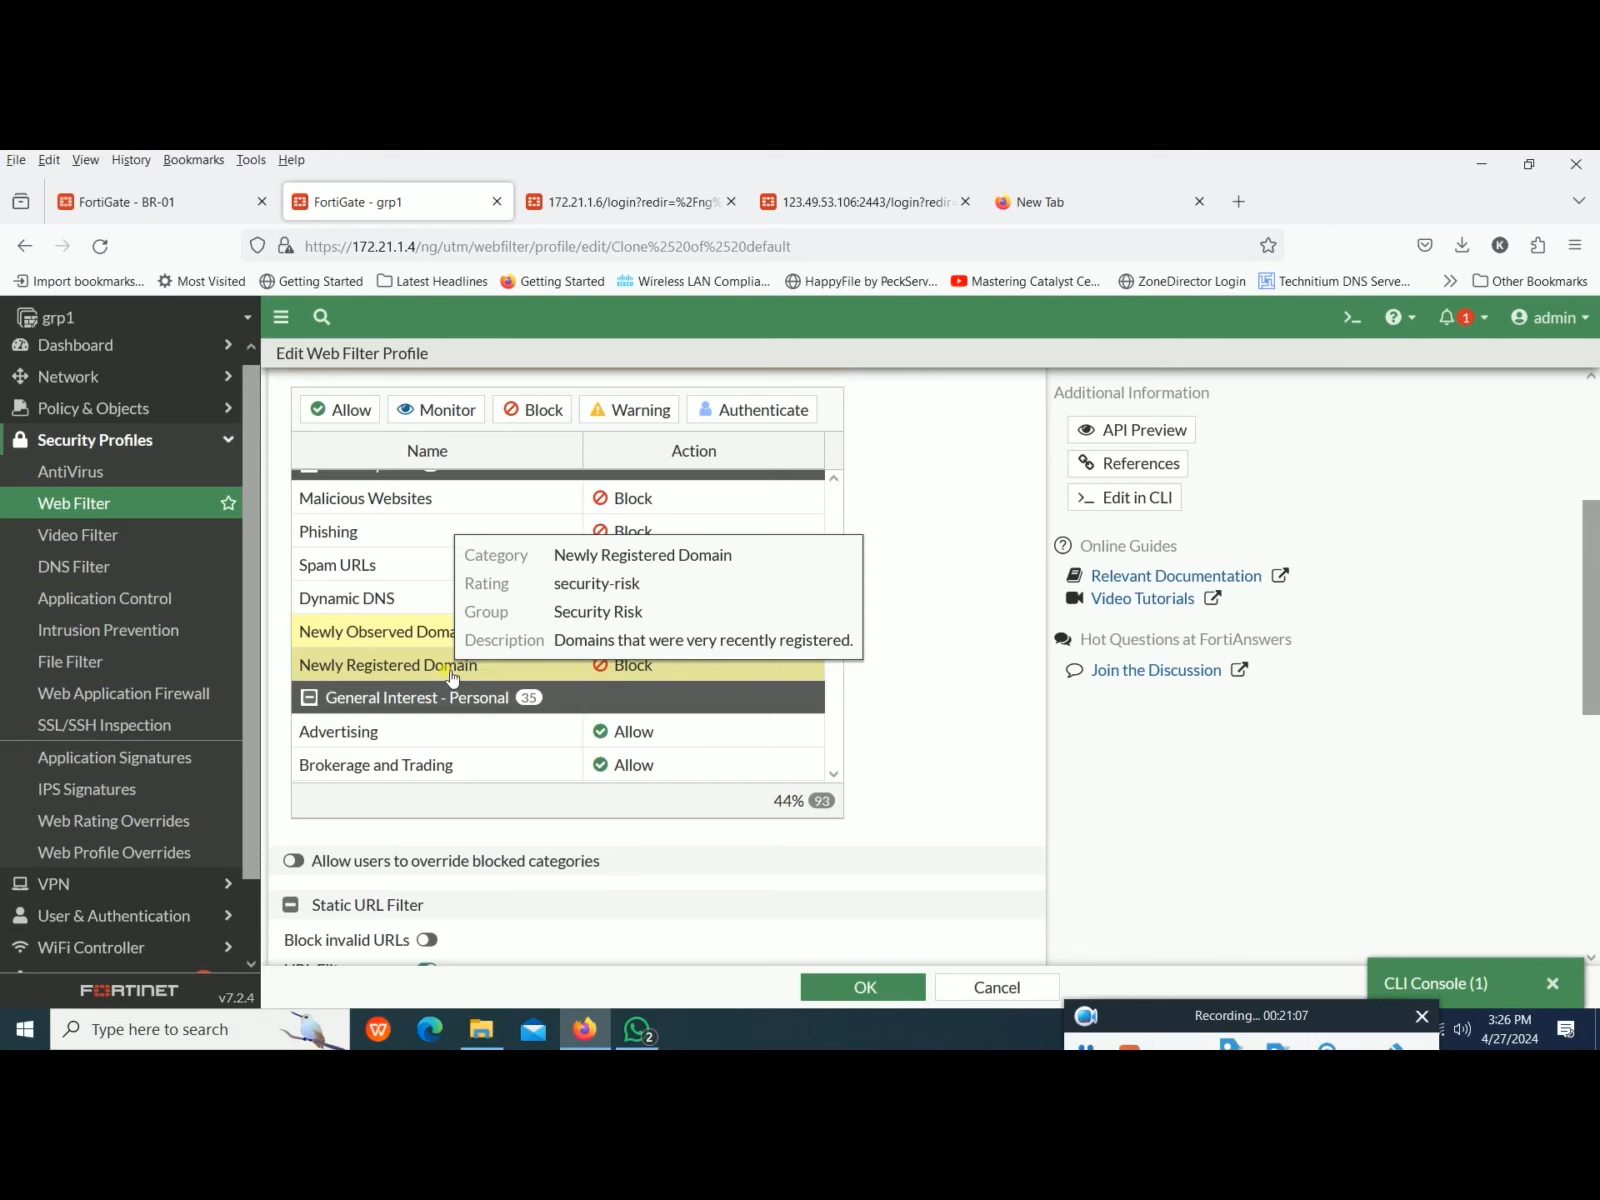 File Edit View History Bookmarks Tools Help
FortiGate - BR-01
FortiGate - grp1
172.21.1.6/login?redir=%2Fng%
123.49.53.106:2443/login?redir=
New Tab
https://172.21.1.4/ng/utm/webfilter/profile/edit/Clone%2520of%2520default
Import bookmarks... Most Visited Getting Started Latest Headlines Getting Started Wireless LAN Complia... HappyFile by PeckServ... Mastering Catalyst Ce... ZoneDirector Login Technitium DNS Serve... Other Bookmarks
grp1
1 admin
Dashboard
Network
Policy & Objects
Security Profiles
AntiVirus
Web Filter
Video Filter
DNS Filter
Application Control
Intrusion Prevention
File Filter
Web Application Firewall
SSL/SSH Inspection
Application Signatures
IPS Signatures
Web Rating Overrides
Web Profile Overrides
VPN
User & Authentication
WiFi Controller
FORTINET v7.2.4
Edit Web Filter Profile
Allow Monitor Block Warning Authenticate
Name Action
Malicious Websites Block
Phishing Block
Spam URLs
Dynamic DNS
Newly Observed Doma
Newly Registered Domain Block
Category Newly Registered Domain
Rating security-risk
Group Security Risk
Description Domains that were very recently registered.
General Interest - Personal 35
Advertising Allow
Brokerage and Trading Allow
44% 93
Allow users to override blocked categories
Static URL Filter
Block invalid URLs
OK Cancel
Additional Information
API Preview
References
>_ Edit in CLI
Online Guides
Relevant Documentation
Video Tutorials
Hot Questions at FortiAnswers
Join the Discussion
CLI Console (1)
Type here to search
2
Recording... 00:21:07
3:26 PM
4/27/2024